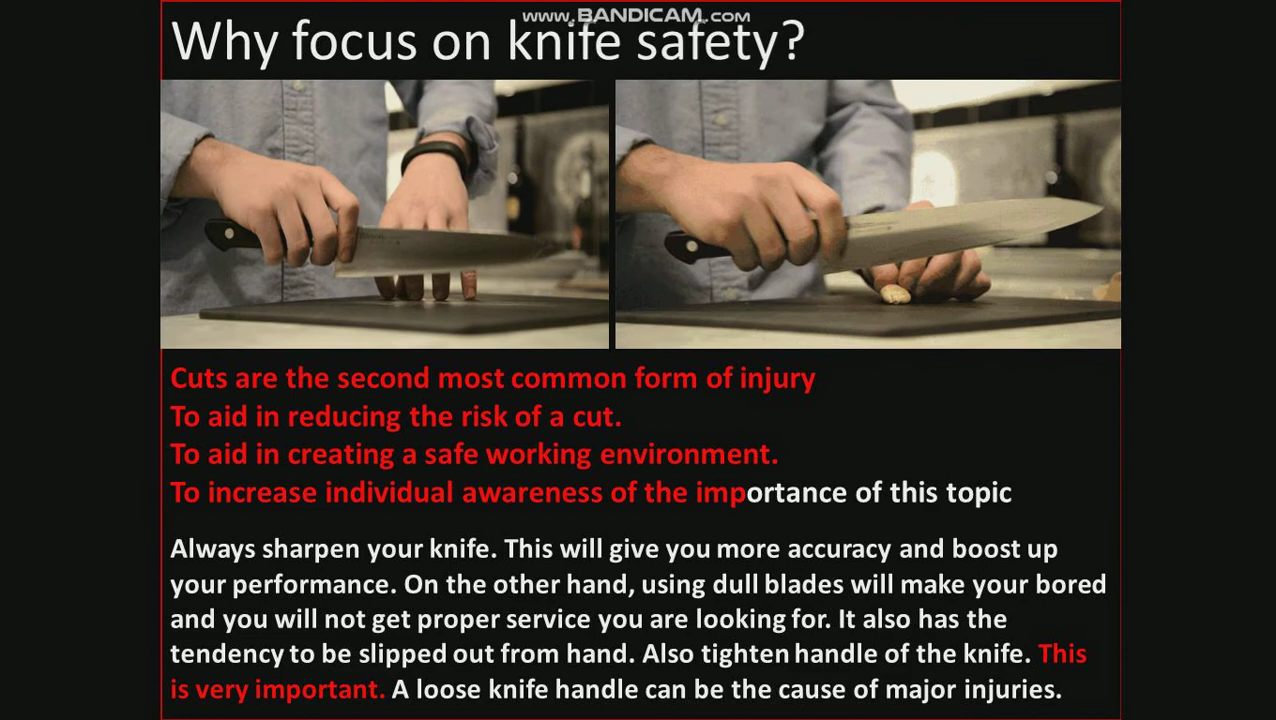 www.BANDICAM.com
Why focus on knife safety?
Cuts are the second most common form of injury
To aid in reducing the risk of a cut.
To aid in creating a safe working environment.
To increase individual awareness of the importance of this topic
Always sharpen your knife. This will give you more accuracy and boost up
your performance. On the other hand, using dull blades will make your bored
and you will not get proper service you are looking for. It also has the
tendency to be slipped out from hand. Also tighten handle of the knife. This
is very important. A loose knife handle can be the cause of major injuries.